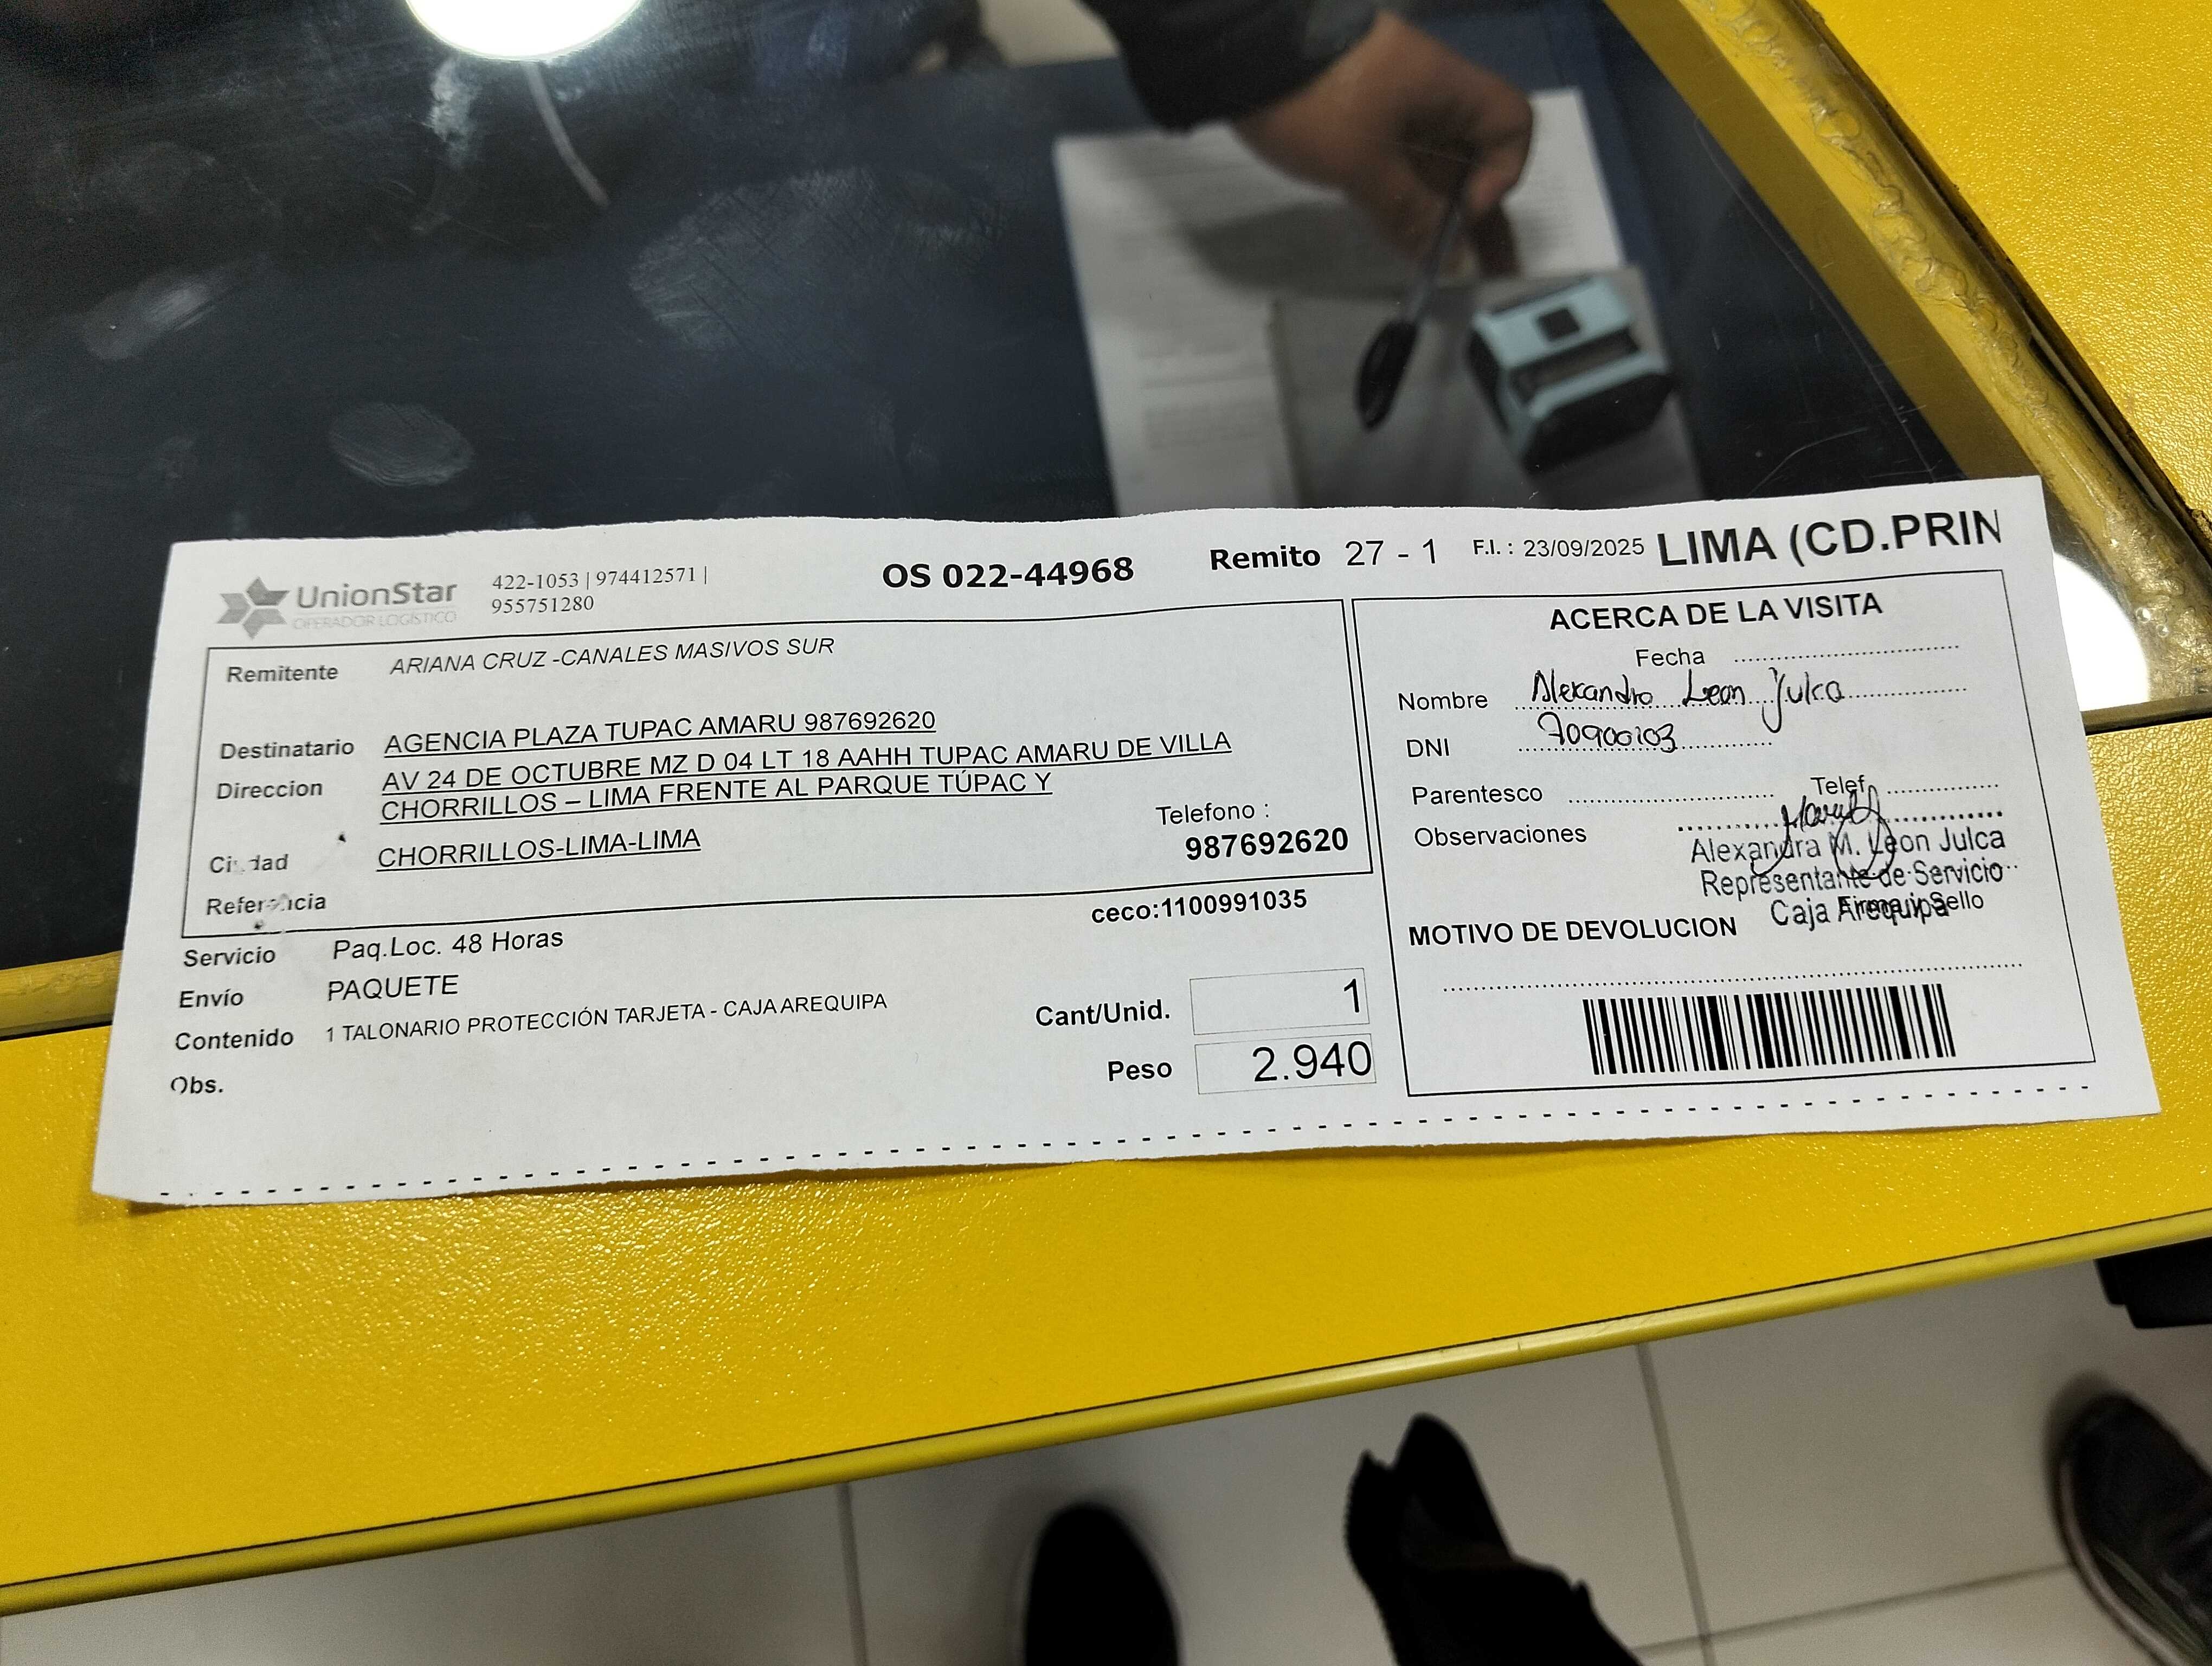 UnionStar
OPERADOR LOGÍSTICO
422-1053 | 974412571 |
955751280
OS 022-44968
Remito 27 - 1
F.I. : 23/09/2025
LIMA (CD.PRIN
Remitente ARIANA CRUZ -CANALES MASIVOS SUR
Destinatario AGENCIA PLAZA TUPAC AMARU 987692620
Direccion AV 24 DE OCTUBRE MZ D 04 LT 18 AAHH TUPAC AMARU DE VILLA
CHORRILLOS – LIMA FRENTE AL PARQUE TÚPAC Y
Telefono :
987692620
Ciudad CHORRILLOS-LIMA-LIMA
Referencia
ceco:1100991035
Servicio Paq.Loc. 48 Horas
Envío PAQUETE
Contenido 1 TALONARIO PROTECCIÓN TARJETA - CAJA AREQUIPA
Obs.
Cant/Unid. 1
Peso 2.940
ACERCA DE LA VISITA
Fecha
Nombre Alexandra Leon Julca
DNI 70900103
Parentesco
Telef.
Observaciones
Alexandra M. Leon Julca
Representante de Servicio
Caja Arequipa
Firma y Sello
MOTIVO DE DEVOLUCION